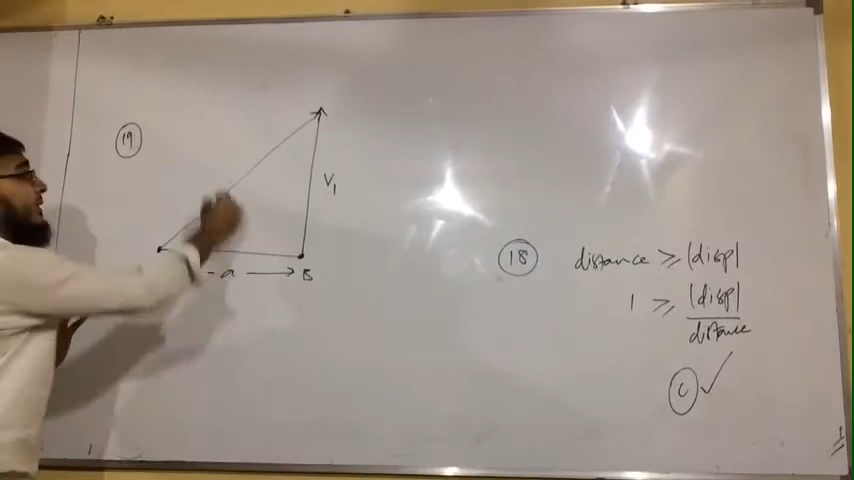 19
V₁
- a ⟶ B
18 distance ⩾ |disp|
1 ⩾ |disp| / distance
C ✓